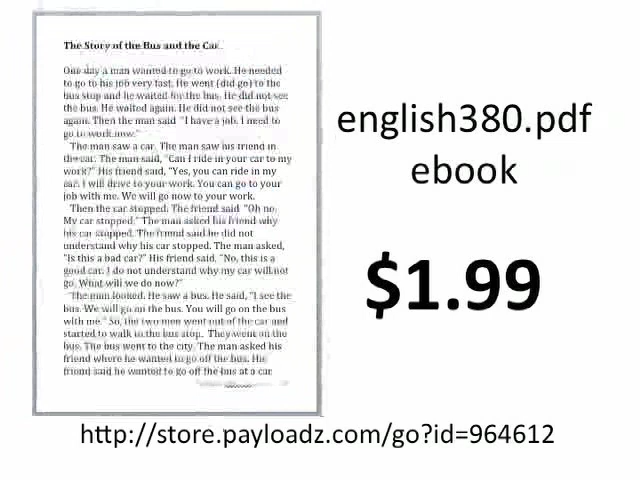 The Story of the Bus and the Car
One day a man wanted to go to work. He needed
to go to his job very fast. He went (did go) to the
bus stop and he waited for the bus. He did not see
the bus. He waited again. He did not see the bus
again. Then the man said "I have a job. I need to
go to work now."
The man saw a car. The man saw his friend in
the car. The man said, "Can I ride in your car to my
work?" His friend said, "Yes, you can ride in my
car. I will drive to your work. You can go to your
job with me. We will go now to your work.
Then the car stopped. The friend said "Oh no.
My car stopped." The man asked his friend why
his car stopped. The friend said he did not
understand why his car stopped. The man asked,
"Is this a bad car?" His friend said, "No, this is a
good car. I do not understand why my car will not
go. What will we do now?"
The man looked. He saw a bus. He said, "I see the
bus. We will go on the bus. You will go on the bus
with me." So, the two men went out of the car and
started to walk to the bus stop. They went on the
bus. The bus went to the city. The man asked his
friend where he wanted to go off the bus. His
friend said he wanted to go off the bus at a car
english380.pdf
ebook
$1.99
http://store.payloadz.com/go?id=964612